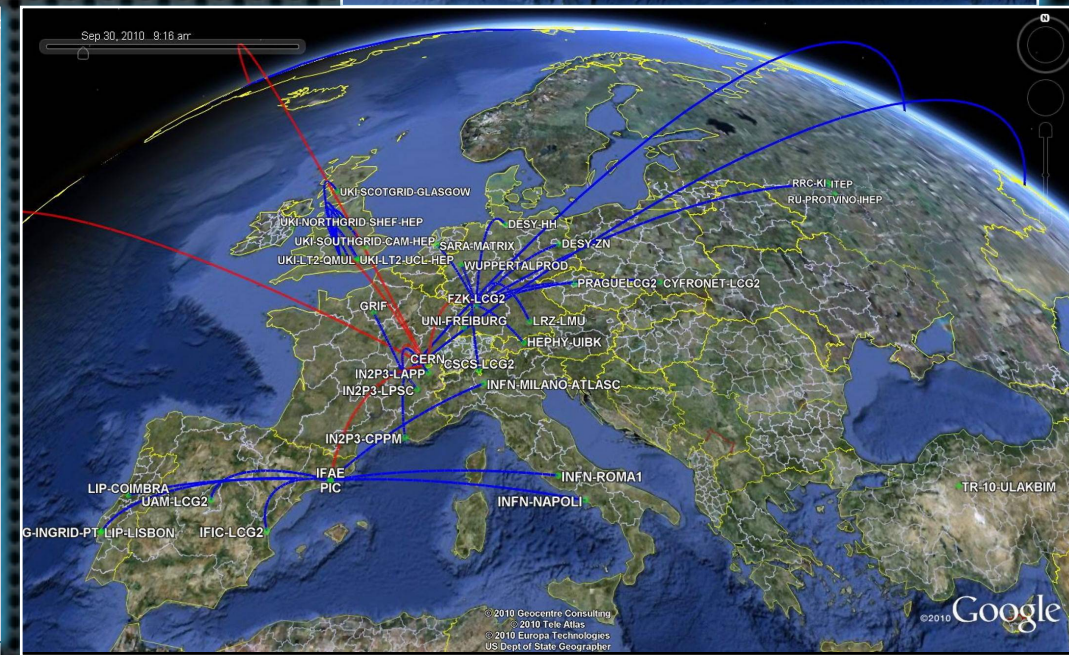 N
Sep 30, 2010 9:16 am
UKI-SCOTGRID-GLASGOW
RRC-KI ITEP
RU-PROTVINO-IHEP
UKI-NORTHGRID-SHEF-HEP
DESY-HH
UKI-SOUTHGRID-CAM-HEP
SARA-MATRIX
DESY-ZN
UKI-LT2-QMUL
UKI-LT2-UCL-HEP
WUPPERTALPROD
PRAGUELCG2
CYFRONET-LCG2
FZK-LCG2
GRIF
UNI-FREIBURG
LRZ-LMU
HEPHY-UIBK
CERN
CSCS-LCG2
IN2P3-LAPP
IN2P3-LPSC
INFN-MILANO-ATLASC
IN2P3-CPPM
IFAE
PIC
INFN-ROMA1
LIP-COIMBRA
UAM-LCG2
INFN-NAPOLI
TR-10-ULAKBIM
G-INGRID-PT
LIP-LISBON
IFIC-LCG2
© 2010 Geocentre Consulting
© 2010 Tele Atlas
© 2010 Europa Technologies
US Dept of State Geographer
©2010 Google